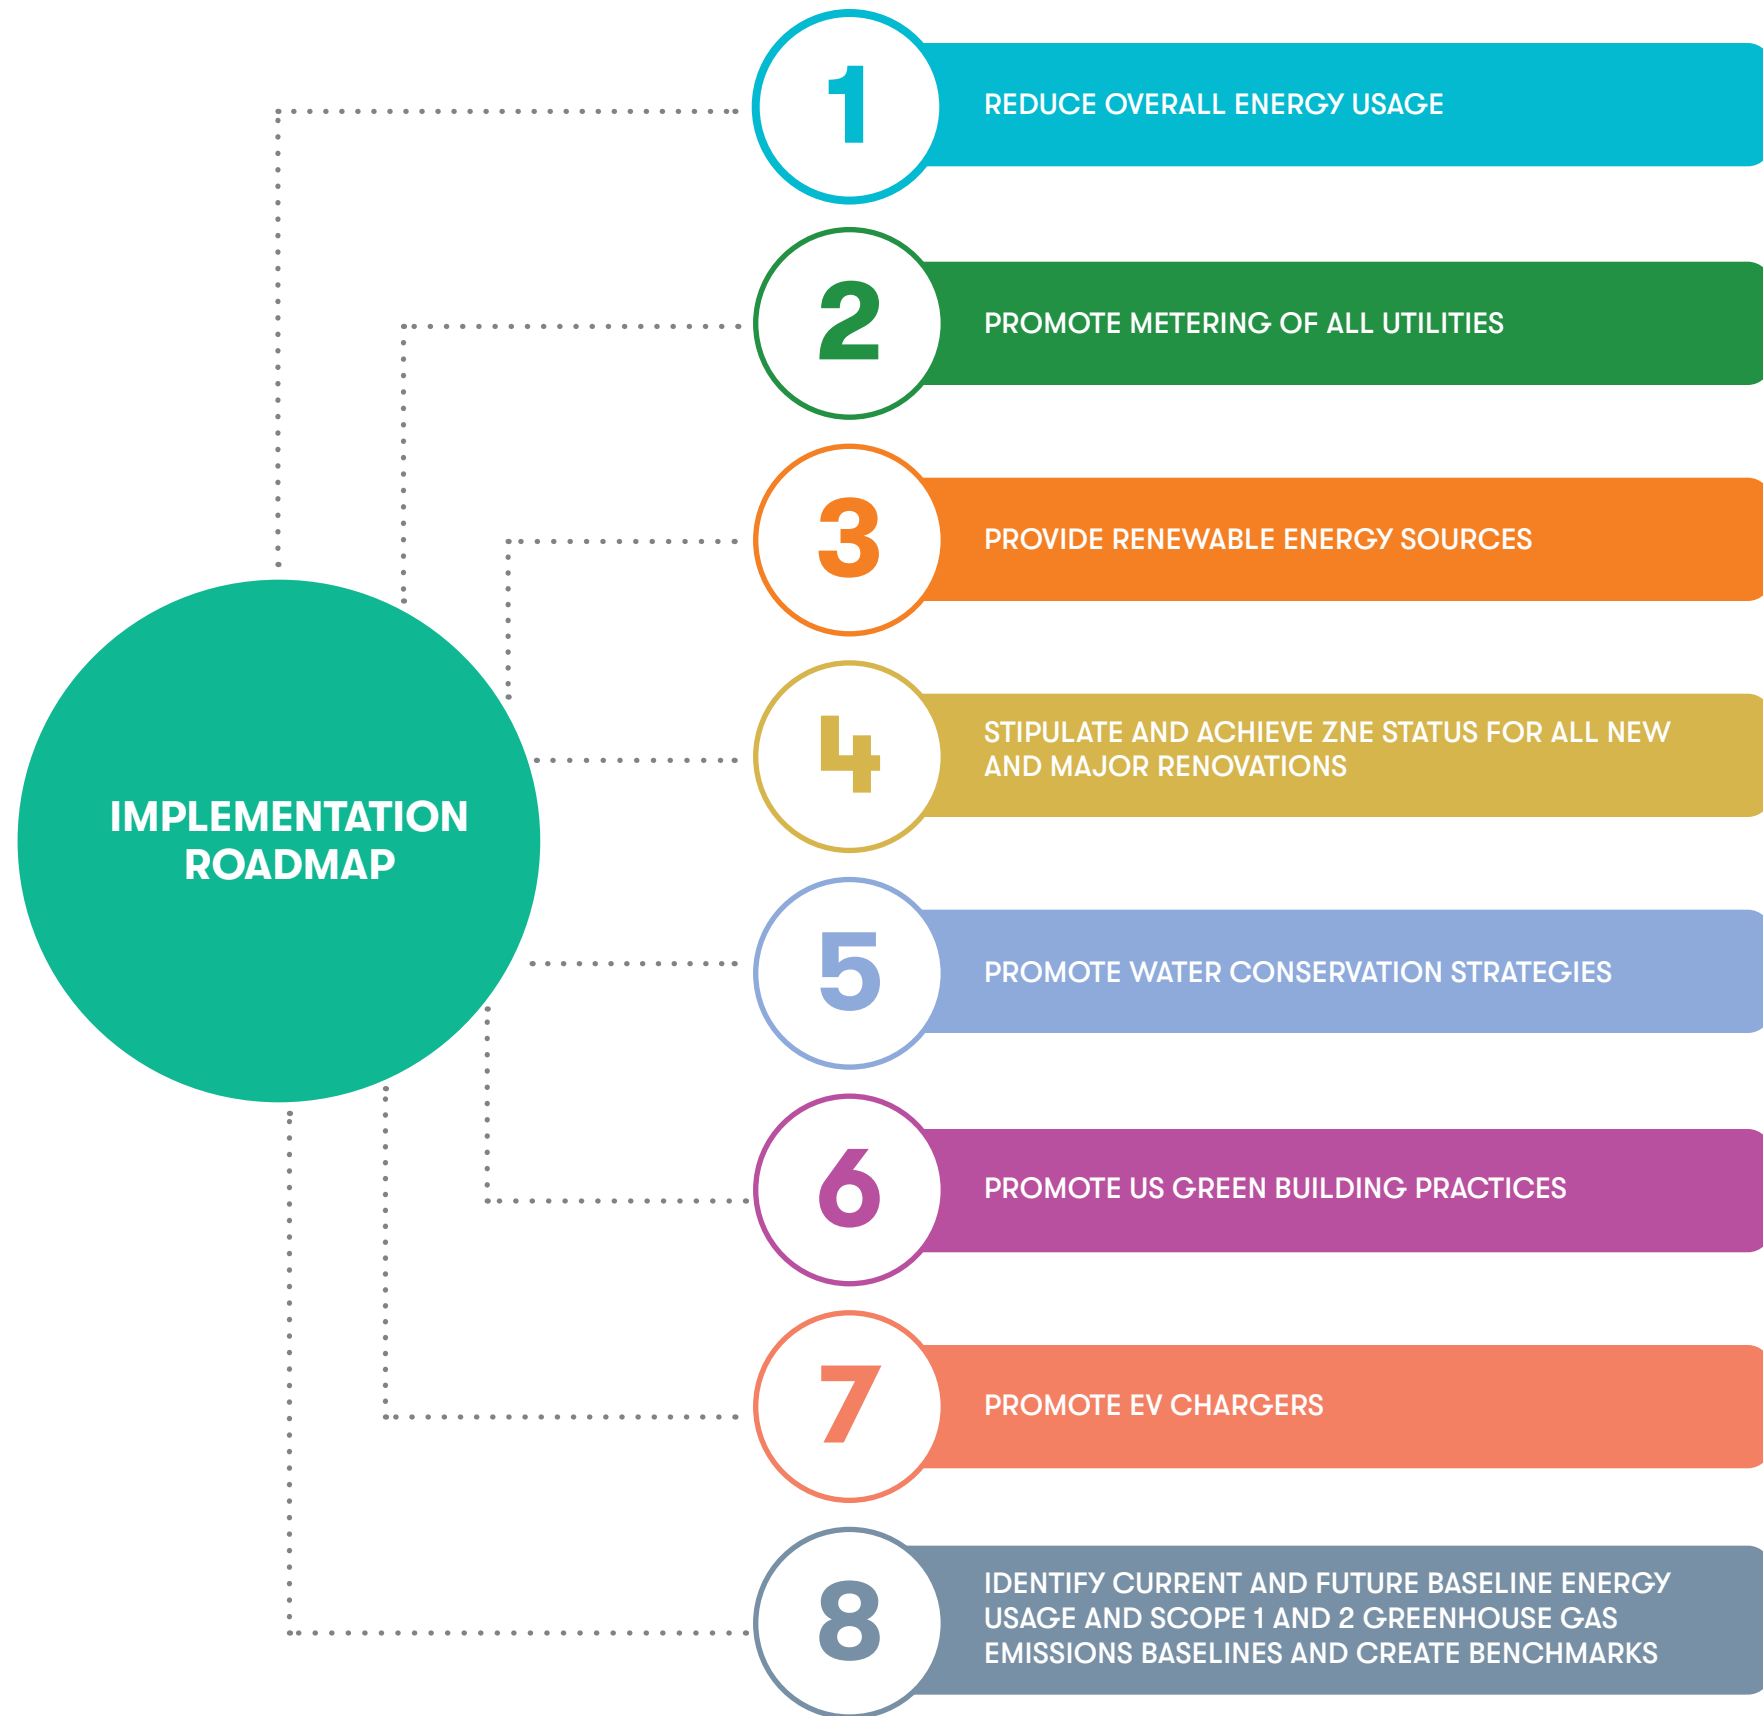 IMPLEMENTATION
ROADMAP
1
REDUCE OVERALL ENERGY USAGE
2
PROMOTE METERING OF ALL UTILITIES
3
PROVIDE RENEWABLE ENERGY SOURCES
4
STIPULATE AND ACHIEVE ZNE STATUS FOR ALL NEW
AND MAJOR RENOVATIONS
5
PROMOTE WATER CONSERVATION STRATEGIES
6
PROMOTE US GREEN BUILDING PRACTICES
7
PROMOTE EV CHARGERS
8
IDENTIFY CURRENT AND FUTURE BASELINE ENERGY
USAGE AND SCOPE 1 AND 2 GREENHOUSE GAS
EMISSIONS BASELINES AND CREATE BENCHMARKS